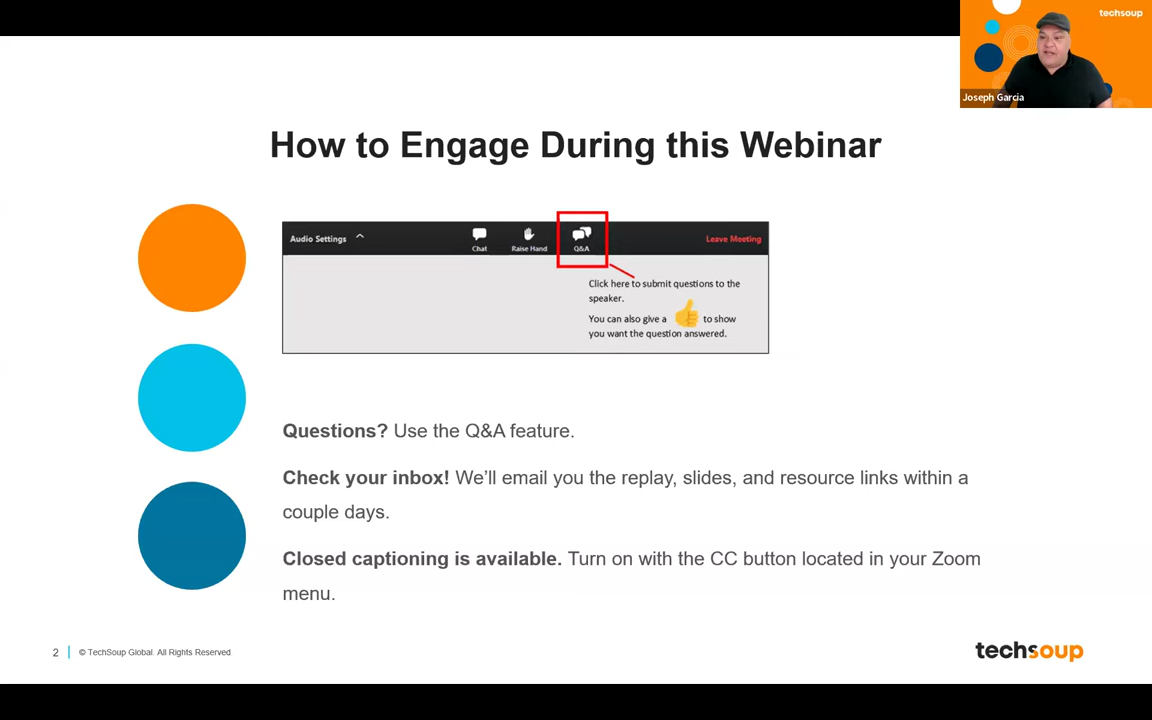 techsoup
Joseph Garcia
How to Engage During this Webinar
Audio Settings
Chat
Raise Hand
Q&A
Leave Meeting
Click here to submit questions to the
speaker.
You can also give a to show
you want the question answered.
Questions? Use the Q&A feature.
Check your inbox! We’ll email you the replay, slides, and resource links within a
couple days.
Closed captioning is available. Turn on with the CC button located in your Zoom
menu.
2
© TechSoup Global. All Rights Reserved
techsoup